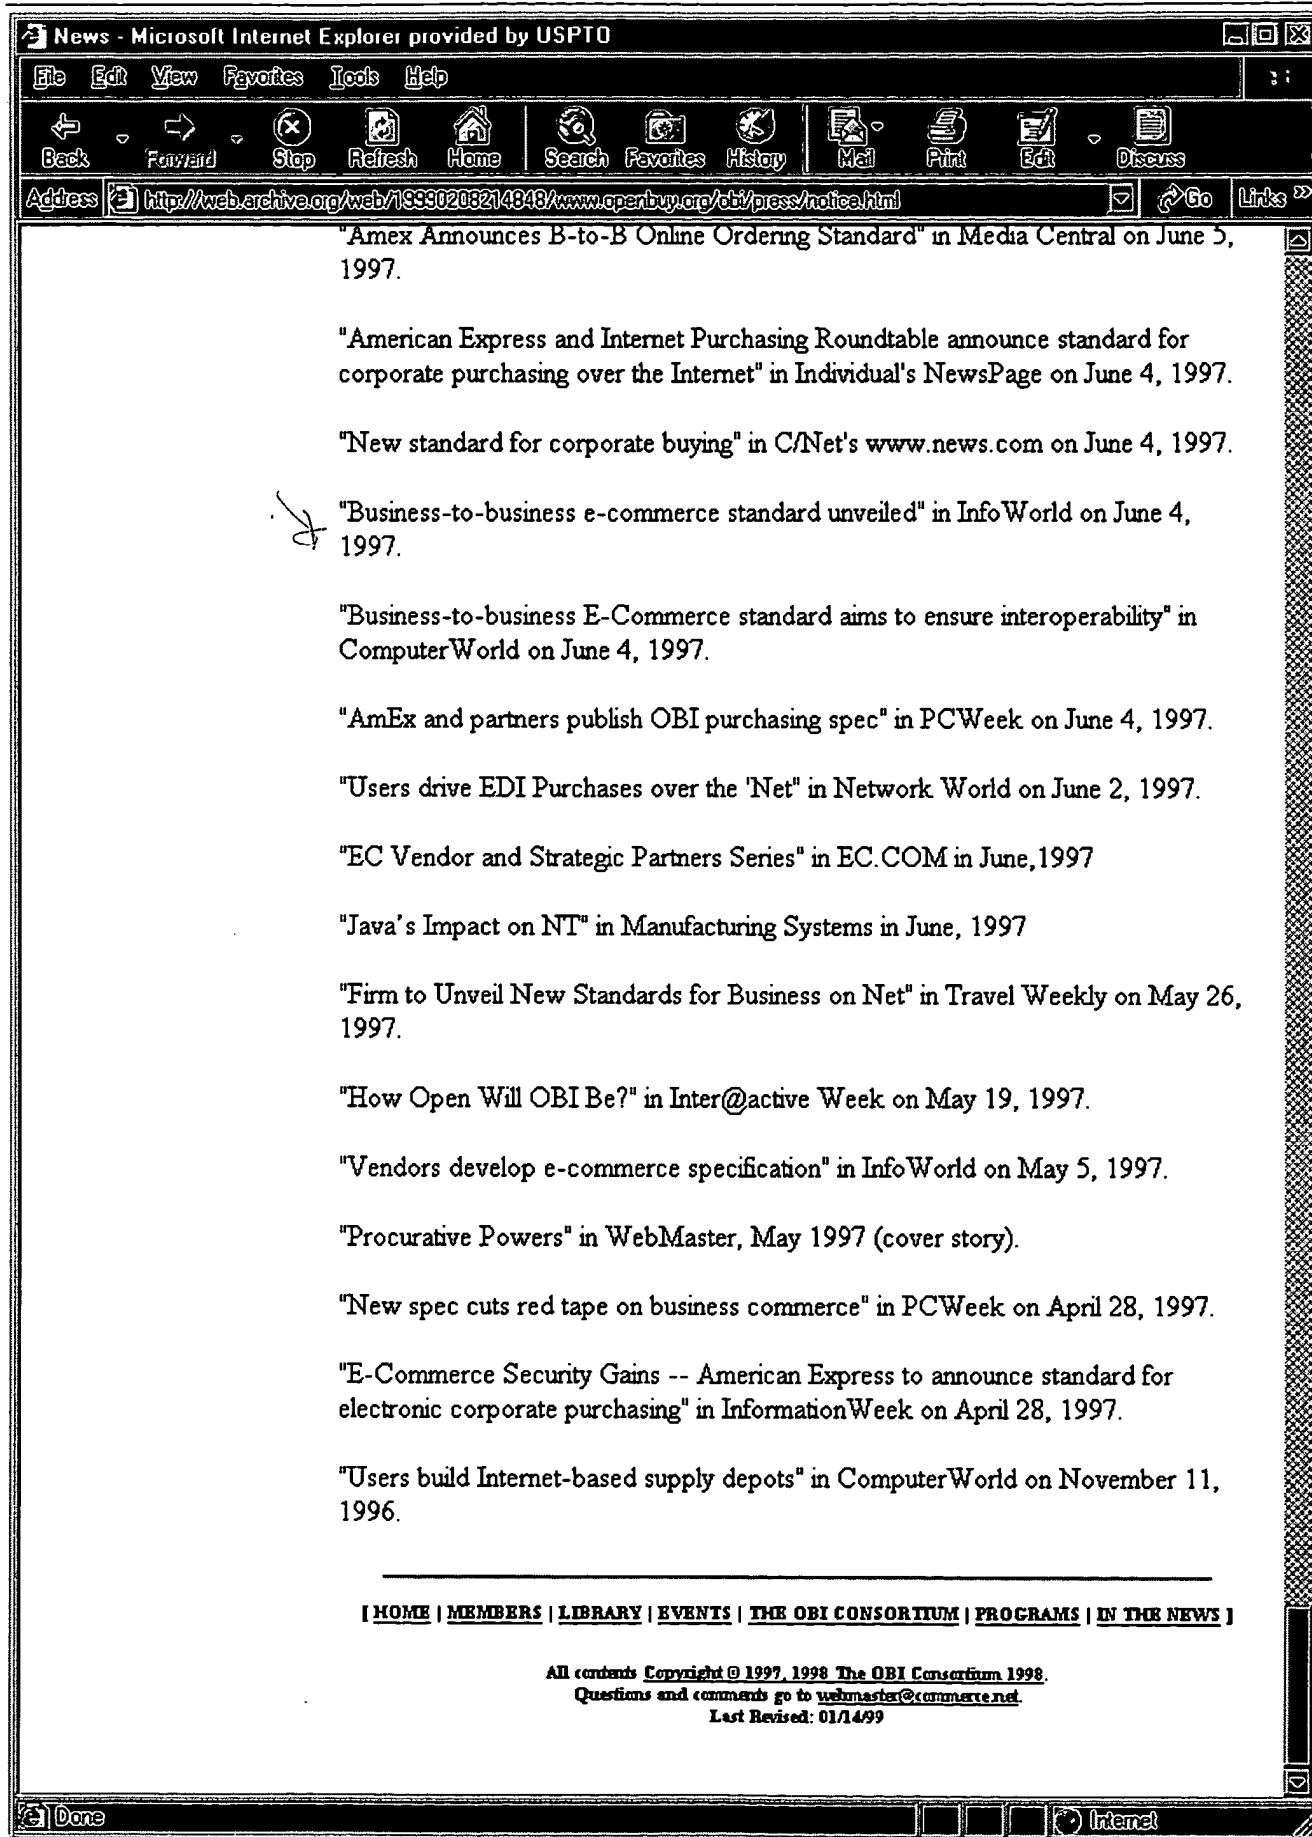 News - Microsoft Internet Explorer provided by USPTO
File Edit View Favorites Tools Help
Back Forward Stop Refresh Home Search Favorites History Mail Print Edit Discuss
Address http://web.archive.org/web/19990208214848/www.openbuy.org/obi/press/notice.html Go Links »
"Amex Announces B-to-B Online Ordering Standard" in Media Central on June 5,
1997.
"American Express and Internet Purchasing Roundtable announce standard for
corporate purchasing over the Internet" in Individual's NewsPage on June 4, 1997.
"New standard for corporate buying" in C/Net's www.news.com on June 4, 1997.
"Business-to-business e-commerce standard unveiled" in InfoWorld on June 4,
1997.
"Business-to-business E-Commerce standard aims to ensure interoperability" in
ComputerWorld on June 4, 1997.
"AmEx and partners publish OBI purchasing spec" in PCWeek on June 4, 1997.
"Users drive EDI Purchases over the 'Net" in Network World on June 2, 1997.
"EC Vendor and Strategic Partners Series" in EC.COM in June,1997
"Java's Impact on NT" in Manufacturing Systems in June, 1997
"Firm to Unveil New Standards for Business on Net" in Travel Weekly on May 26,
1997.
"How Open Will OBI Be?" in Inter@active Week on May 19, 1997.
"Vendors develop e-commerce specification" in InfoWorld on May 5, 1997.
"Procurative Powers" in WebMaster, May 1997 (cover story).
"New spec cuts red tape on business commerce" in PCWeek on April 28, 1997.
"E-Commerce Security Gains -- American Express to announce standard for
electronic corporate purchasing" in InformationWeek on April 28, 1997.
"Users build Internet-based supply depots" in ComputerWorld on November 11,
1996.
[ HOME | MEMBERS | LIBRARY | EVENTS | THE OBI CONSORTIUM | PROGRAMS | IN THE NEWS ]
All contents Copyright © 1997, 1998 The OBI Consortium 1998.
Questions and comments go to webmaster@commerce.net.
Last Revised: 01/14/99
Done Internet